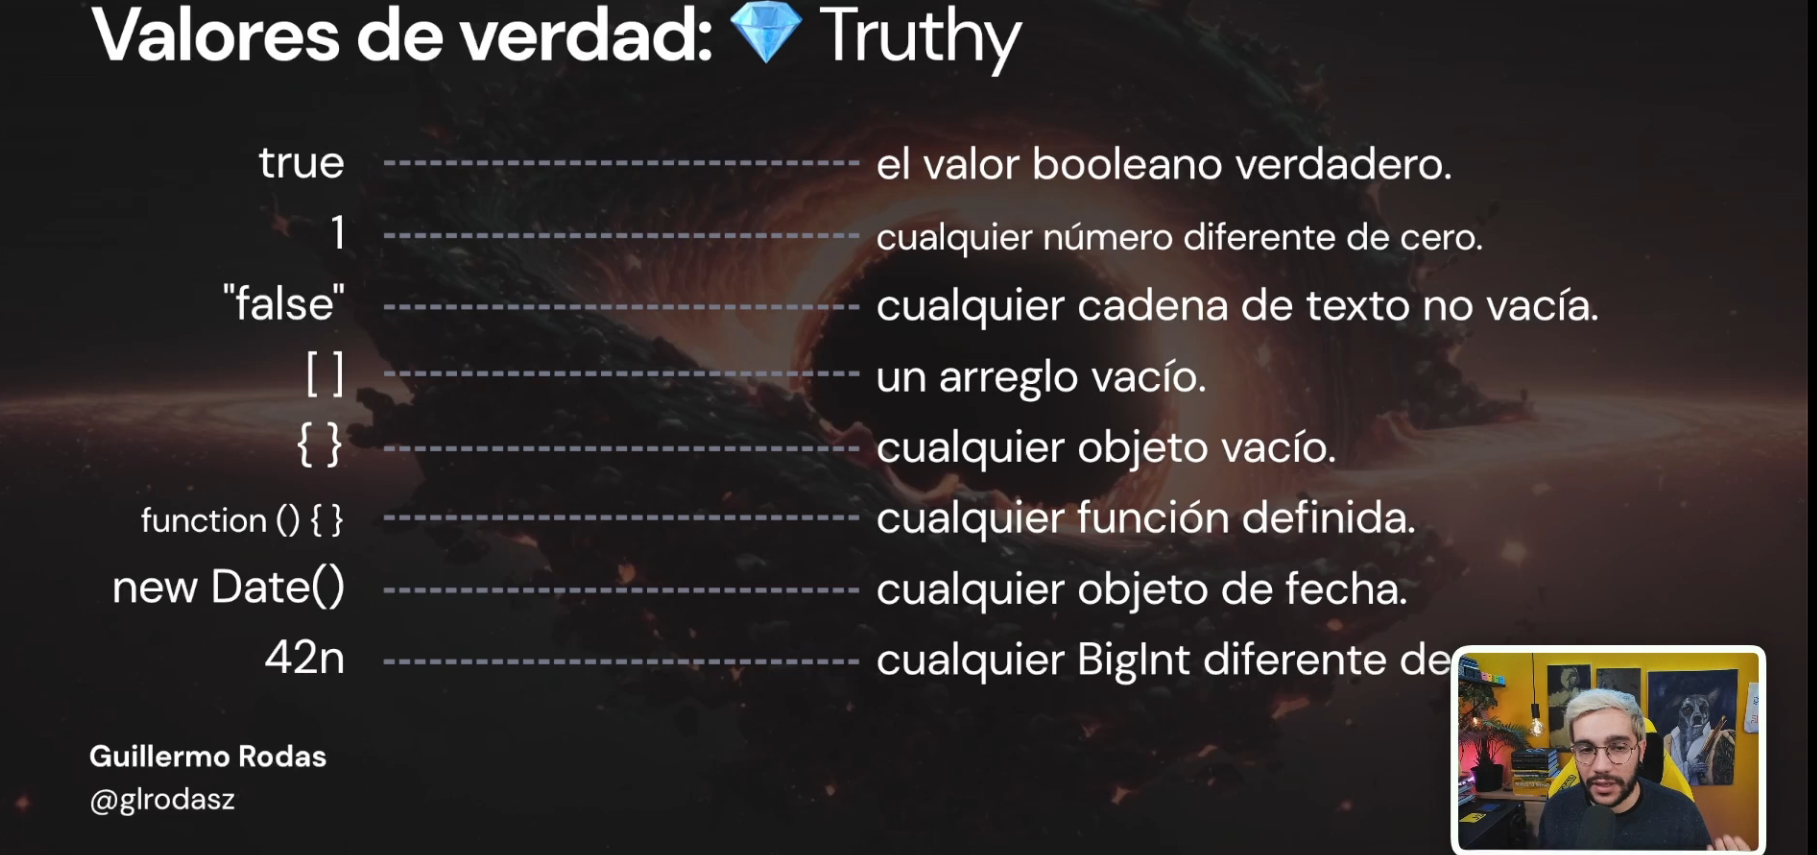 Valores de verdad: 💎 Truthy
true ---------- el valor booleano verdadero.
1 ---------- cualquier número diferente de cero.
"false" ---------- cualquier cadena de texto no vacía.
[ ] ---------- un arreglo vacío.
{ } ---------- cualquier objeto vacío.
function () { } ---------- cualquier función definida.
new Date() ---------- cualquier objeto de fecha.
42n ---------- cualquier BigInt diferente de
Guillermo Rodas
@glrodasz